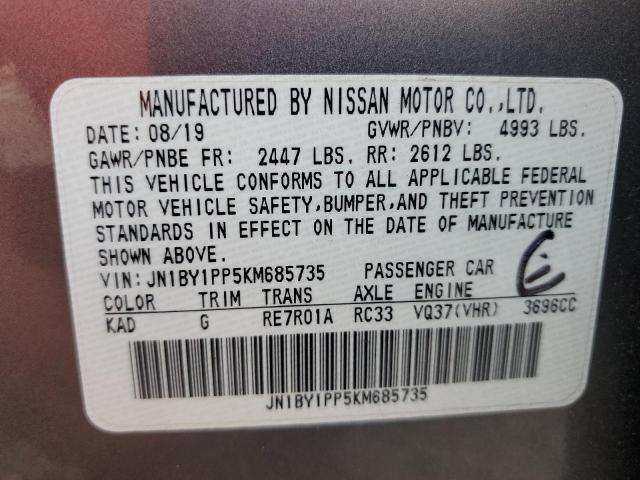 MANUFACTURED BY NISSAN MOTOR CO.,LTD.
DATE: 08/19 GVWR/PNBV: 4993 LBS.
GAWR/PNBE FR: 2447 LBS. RR: 2612 LBS.
THIS VEHICLE CONFORMS TO ALL APPLICABLE FEDERAL
MOTOR VEHICLE SAFETY,BUMPER,AND THEFT PREVENTION
STANDARDS IN EFFECT ON THE DATE OF MANUFACTURE
SHOWN ABOVE.
VIN: JN1BY1PP5KM685735 PASSENGER CAR
COLOR TRIM TRANS AXLE ENGINE
KAD G RE7R01A RC33 VQ37(VHR) 3696CC
JN1BY1PP5KM685735